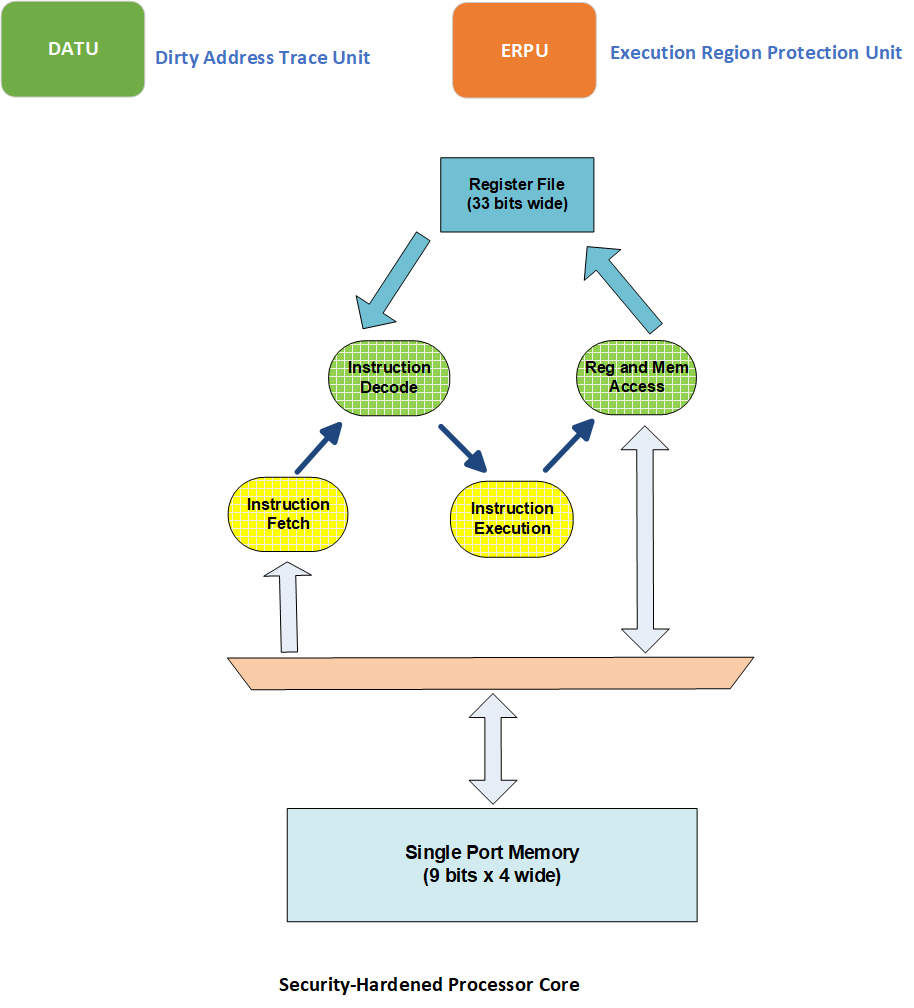 DATU
Dirty Address Trace Unit
ERPU
Execution Region Protection Unit
Register File
(33 bits wide)
Instruction
Decode
Reg and Mem
Access
Instruction
Fetch
Instruction
Execution
Single Port Memory
(9 bits x 4 wide)
Security-Hardened Processor Core